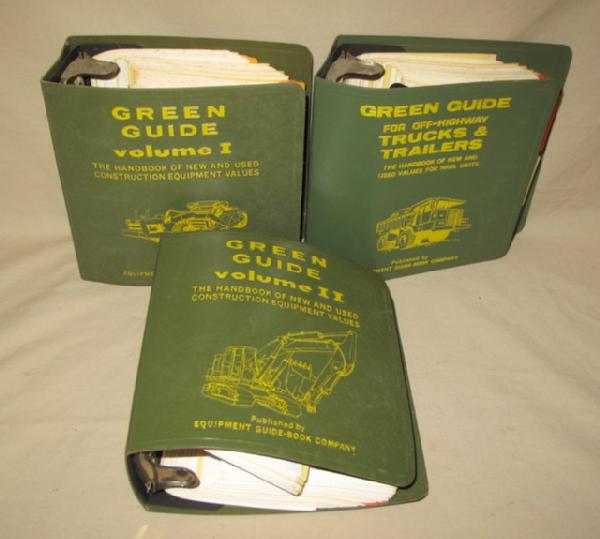 GREEN
GUIDE
volume I
THE HANDBOOK OF NEW AND USED
CONSTRUCTION EQUIPMENT VALUES
EQUIPMENT
GREEN GUIDE
FOR OFF-HIGHWAY
TRUCKS &
TRAILERS
THE HANDBOOK OF NEW AND
USED VALUES FOR HAUL UNITS
Published by
MENT GUIDE-BOOK COMPANY
GREEN
GUIDE
volume II
THE HANDBOOK OF NEW AND USED
CONSTRUCTION EQUIPMENT VALUES
Published by
EQUIPMENT GUIDE-BOOK COMPANY